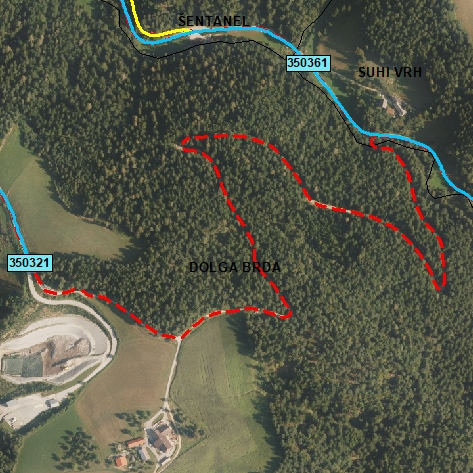 ŠENTANEL
350361
SUHI VRH
350321
DOLGA BRDA